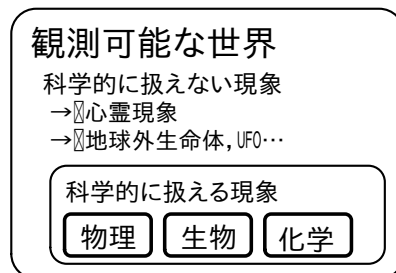 観測可能な世界
科学的に扱えない現象
→心霊現象
→地球外生命体，UFO…
科学的に扱える現象
物理 生物 化学